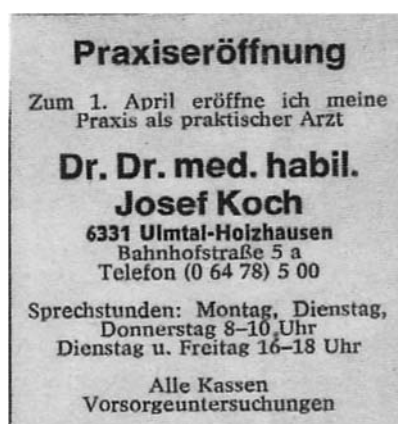 Praxiseröffnung
Zum 1. April eröffne ich meine
Praxis als praktischer Arzt
Dr. Dr. med. habil.
Josef Koch
6331 Ulmtal-Holzhausen
Bahnhofstraße 5 a
Telefon (0 64 78) 5 00
Sprechstunden: Montag, Dienstag,
Donnerstag 8–10 Uhr
Dienstag u. Freitag 16–18 Uhr
Alle Kassen
Vorsorgeuntersuchungen